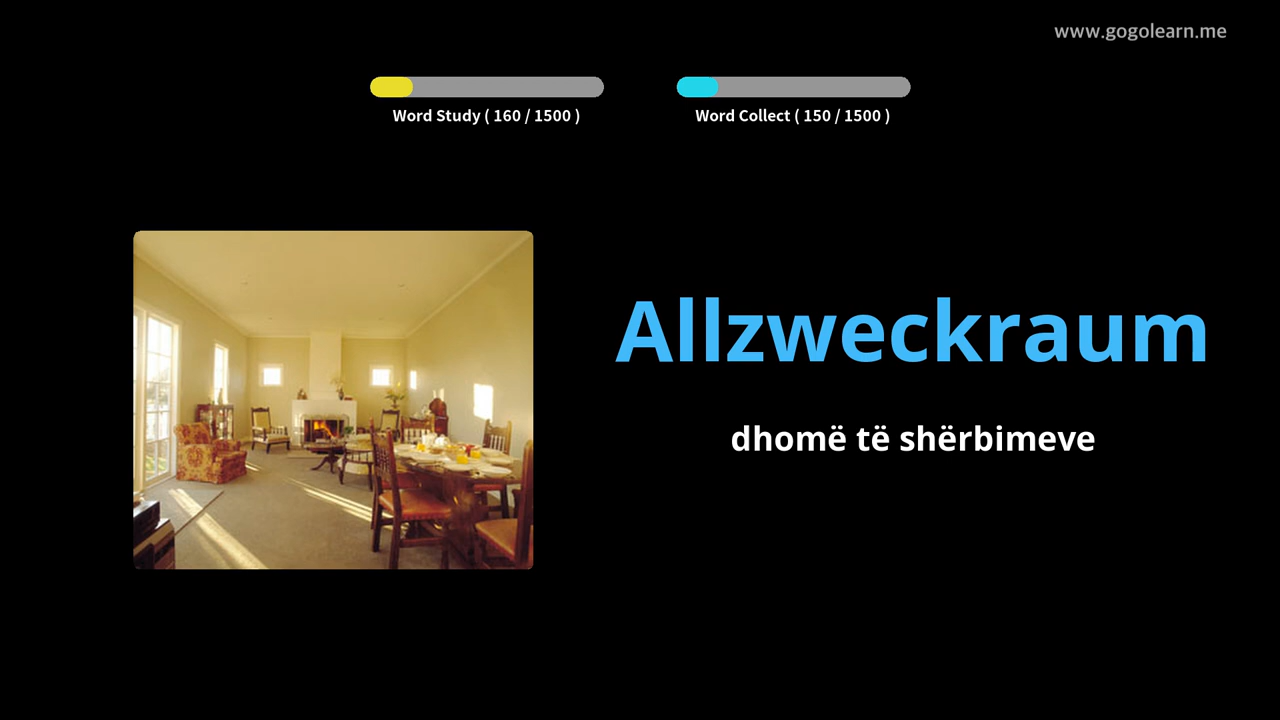 www.gogolearn.me
Word Study ( 160 / 1500 )
Word Collect ( 150 / 1500 )
Allzweckraum
dhomë të shërbimeve